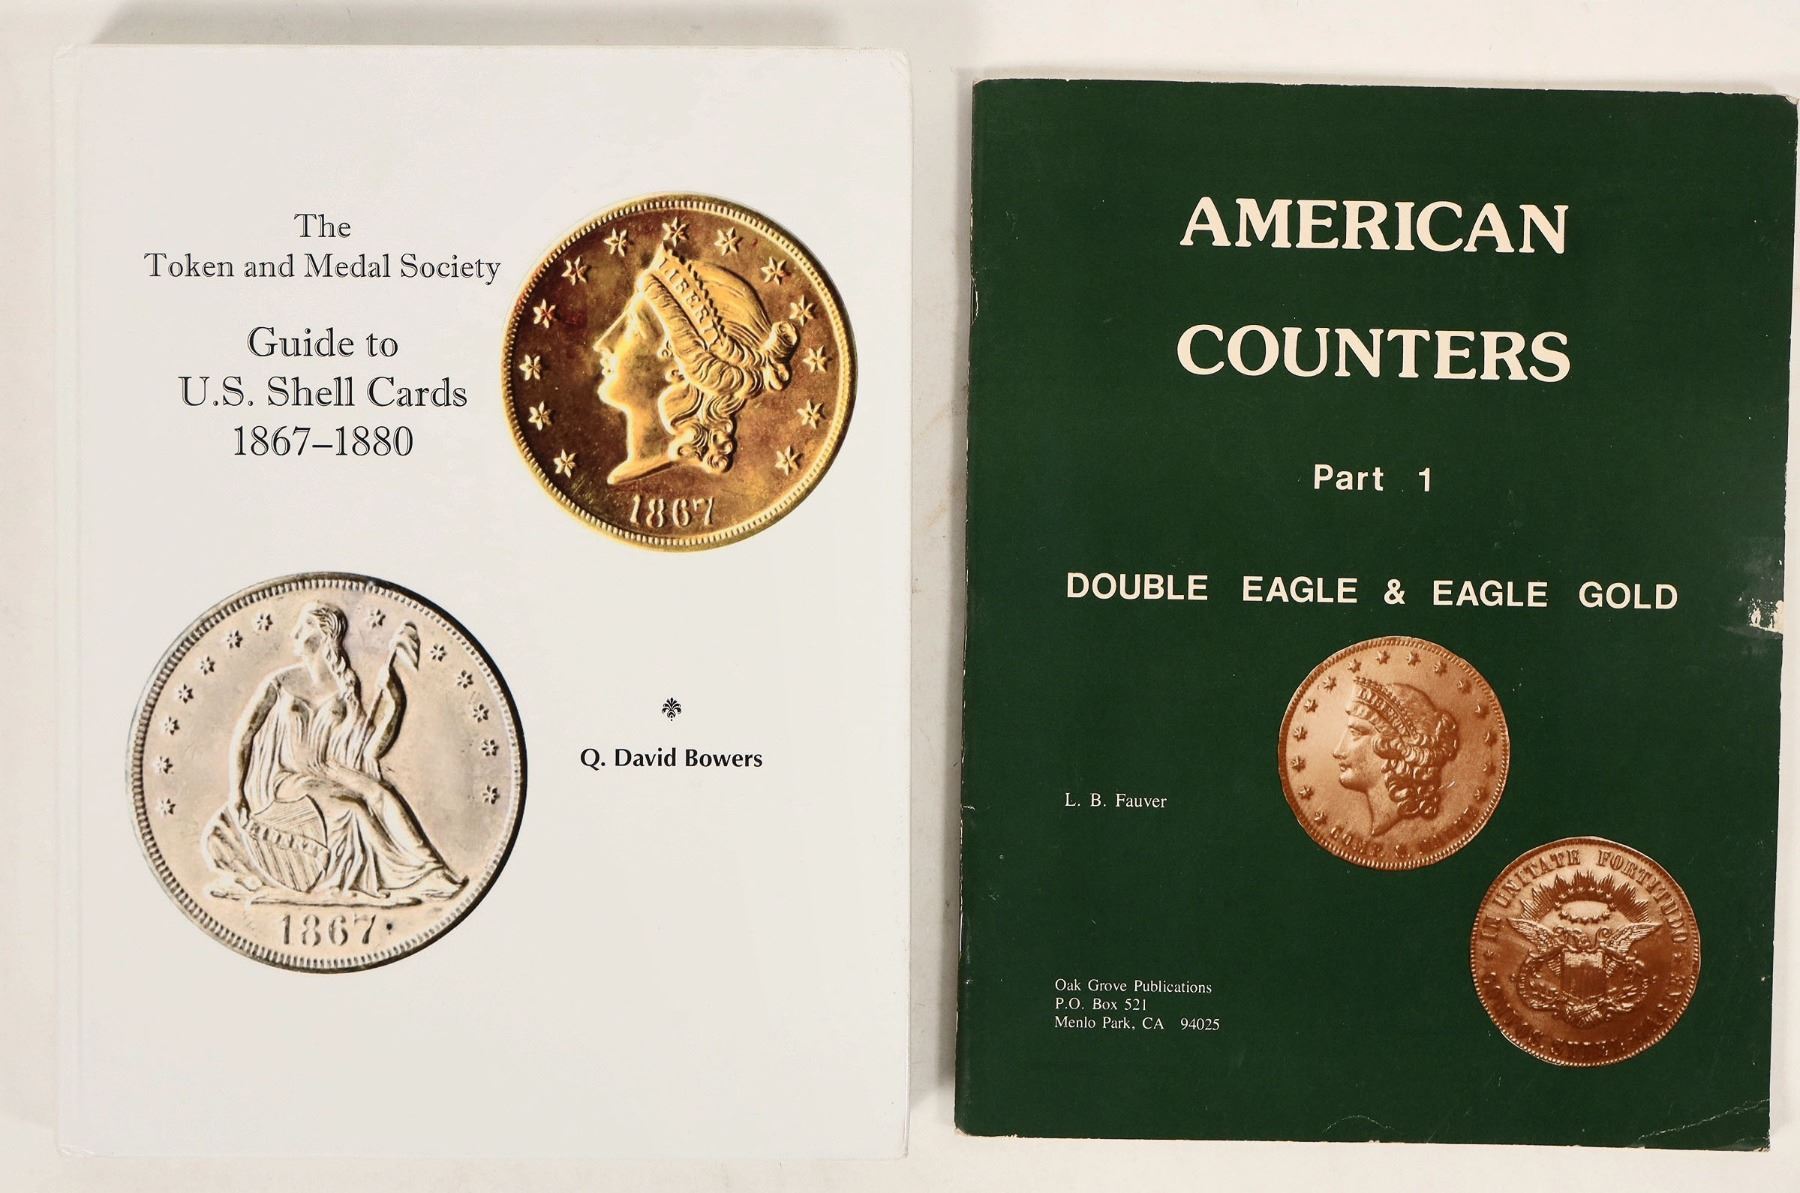 The
Token and Medal Society
Guide to
U.S. Shell Cards
1867–1880
LIBERTY
1867
LIBERTY
1867
Q. David Bowers
AMERICAN
COUNTERS
Part 1
DOUBLE EAGLE & EAGLE GOLD
L. B. Fauver
LIBERTY
IN UNITATE FORTITUDO
Oak Grove Publications
P.O. Box 521
Menlo Park, CA 94025